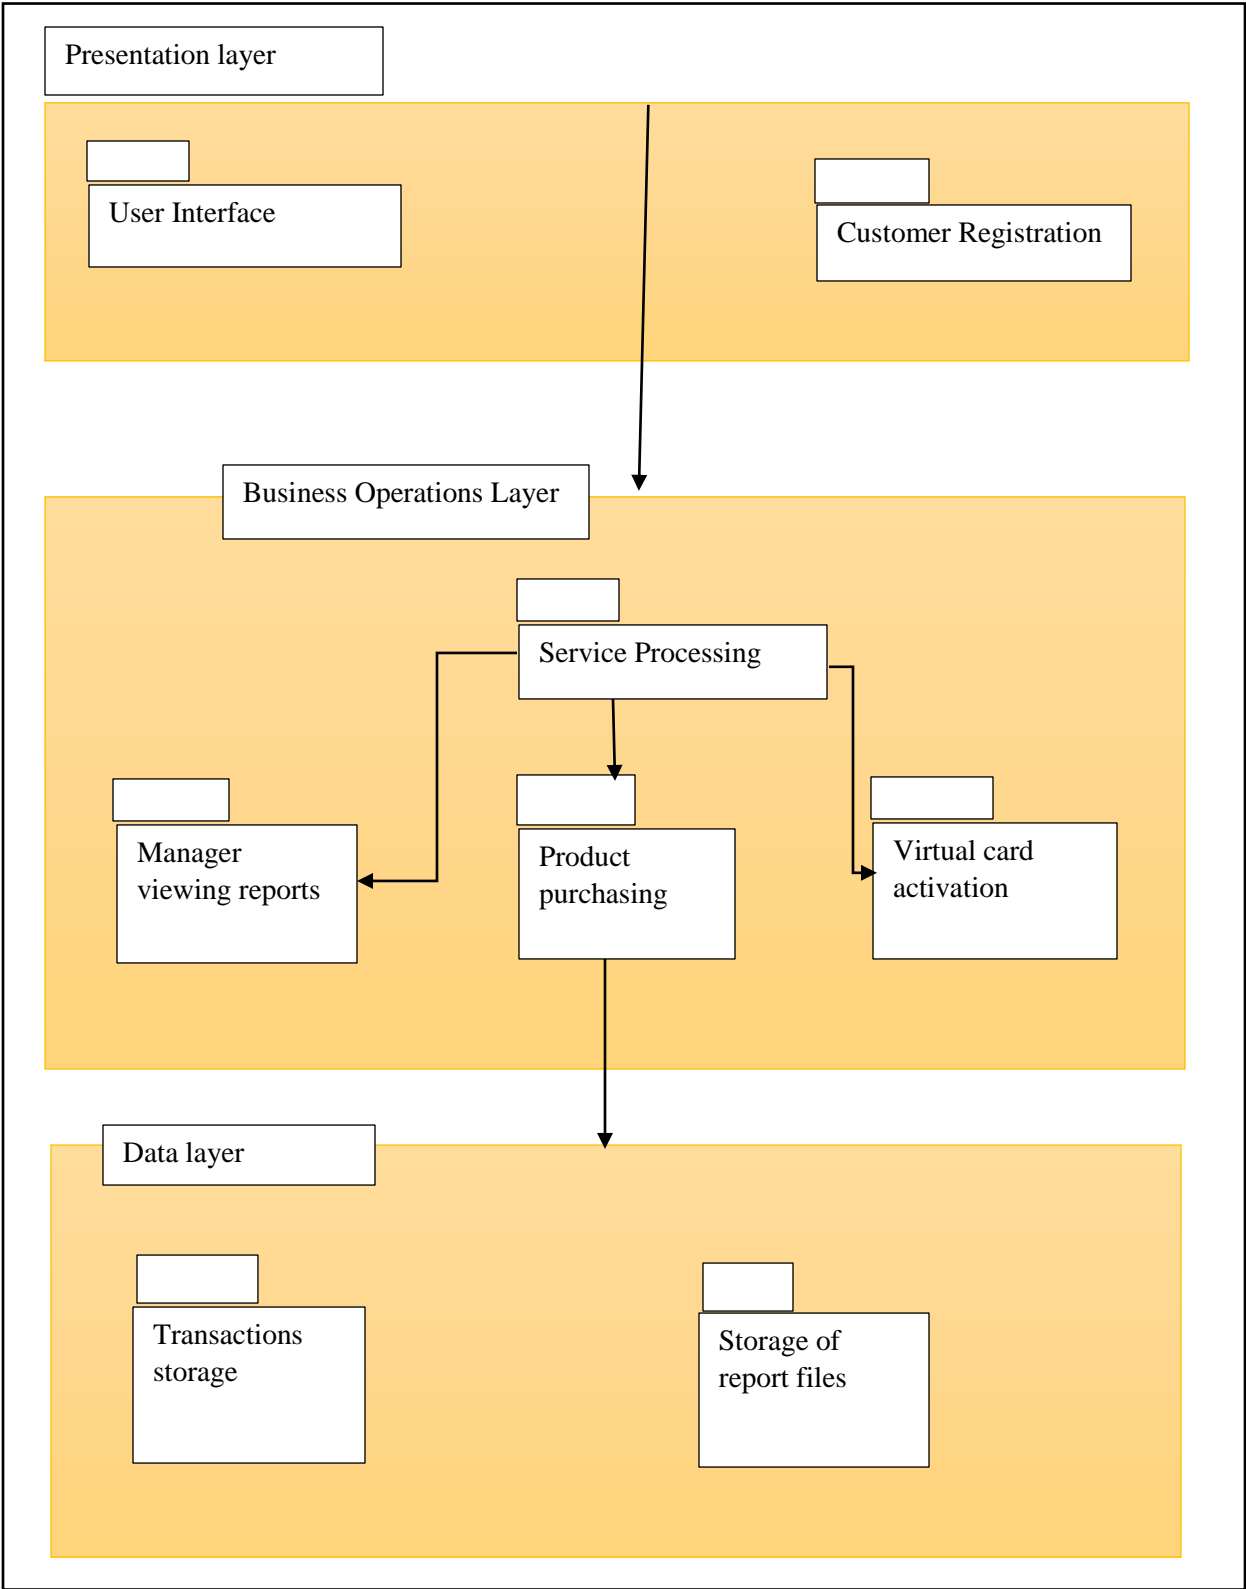 Presentation layer
User Interface
Customer Registration
Business Operations Layer
Service Processing
Manager
viewing reports
Product
purchasing
Virtual card
activation
Data layer
Transactions
storage
Storage of
report files